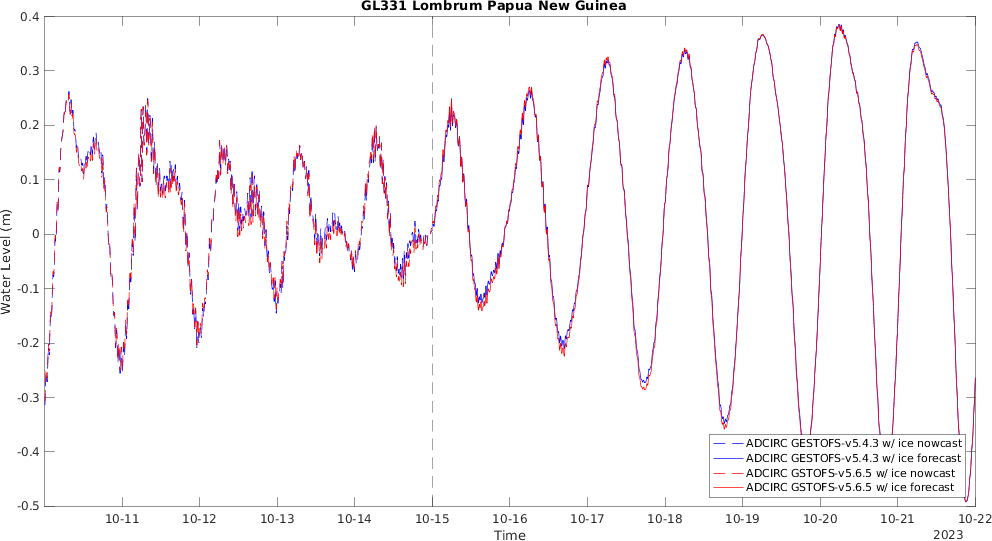 GL331 Lombrum Papua New Guinea
0.4
0.3
0.2
0.1
0
-0.1
-0.2
-0.3
-0.4
-0.5
Water Level (m)
ADCIRC GESTOFS-v5.4.3 w/ ice nowcast
ADCIRC GESTOFS-v5.4.3 w/ ice forecast
ADCIRC GSTOFS-v5.6.5 w/ ice nowcast
ADCIRC GSTOFS-v5.6.5 w/ ice forecast
10-11 10-12 10-13 10-14 10-15 10-16 10-17 10-18 10-19 10-20 10-21 10-22
Time
2023